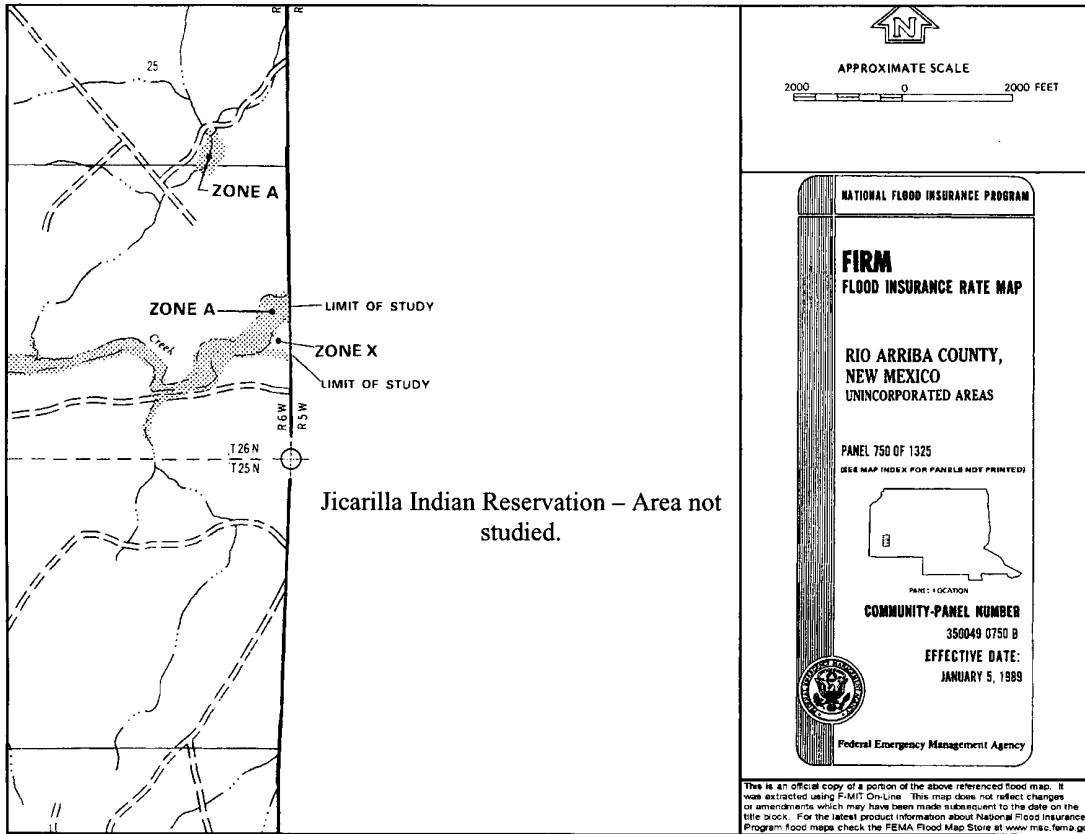 R
R
25
ZONE A
ZONE A
LIMIT OF STUDY
Creek
ZONE X
LIMIT OF STUDY
R6W
R5W
T26N
T25N
Jicarilla Indian Reservation – Area not
studied.
N
APPROXIMATE SCALE
2000 0 2000 FEET
NATIONAL FLOOD INSURANCE PROGRAM
FIRM
FLOOD INSURANCE RATE MAP
RIO ARRIBA COUNTY,
NEW MEXICO
UNINCORPORATED AREAS
PANEL 750 OF 1325
(SEE MAP INDEX FOR PANELS NOT PRINTED)
PANEL LOCATION
COMMUNITY-PANEL NUMBER
350049 0750 B
EFFECTIVE DATE:
JANUARY 5, 1989
Federal Emergency Management Agency
This is an official copy of a portion of the above referenced flood map. It
was extracted using F-MIT On-Line This map does not reflect changes
or amendments which may have been made subsequent to the date on the
title block. For the latest product information about National Flood Insurance
Program flood maps check the FEMA Flood Map Store at www.msc.fema.go